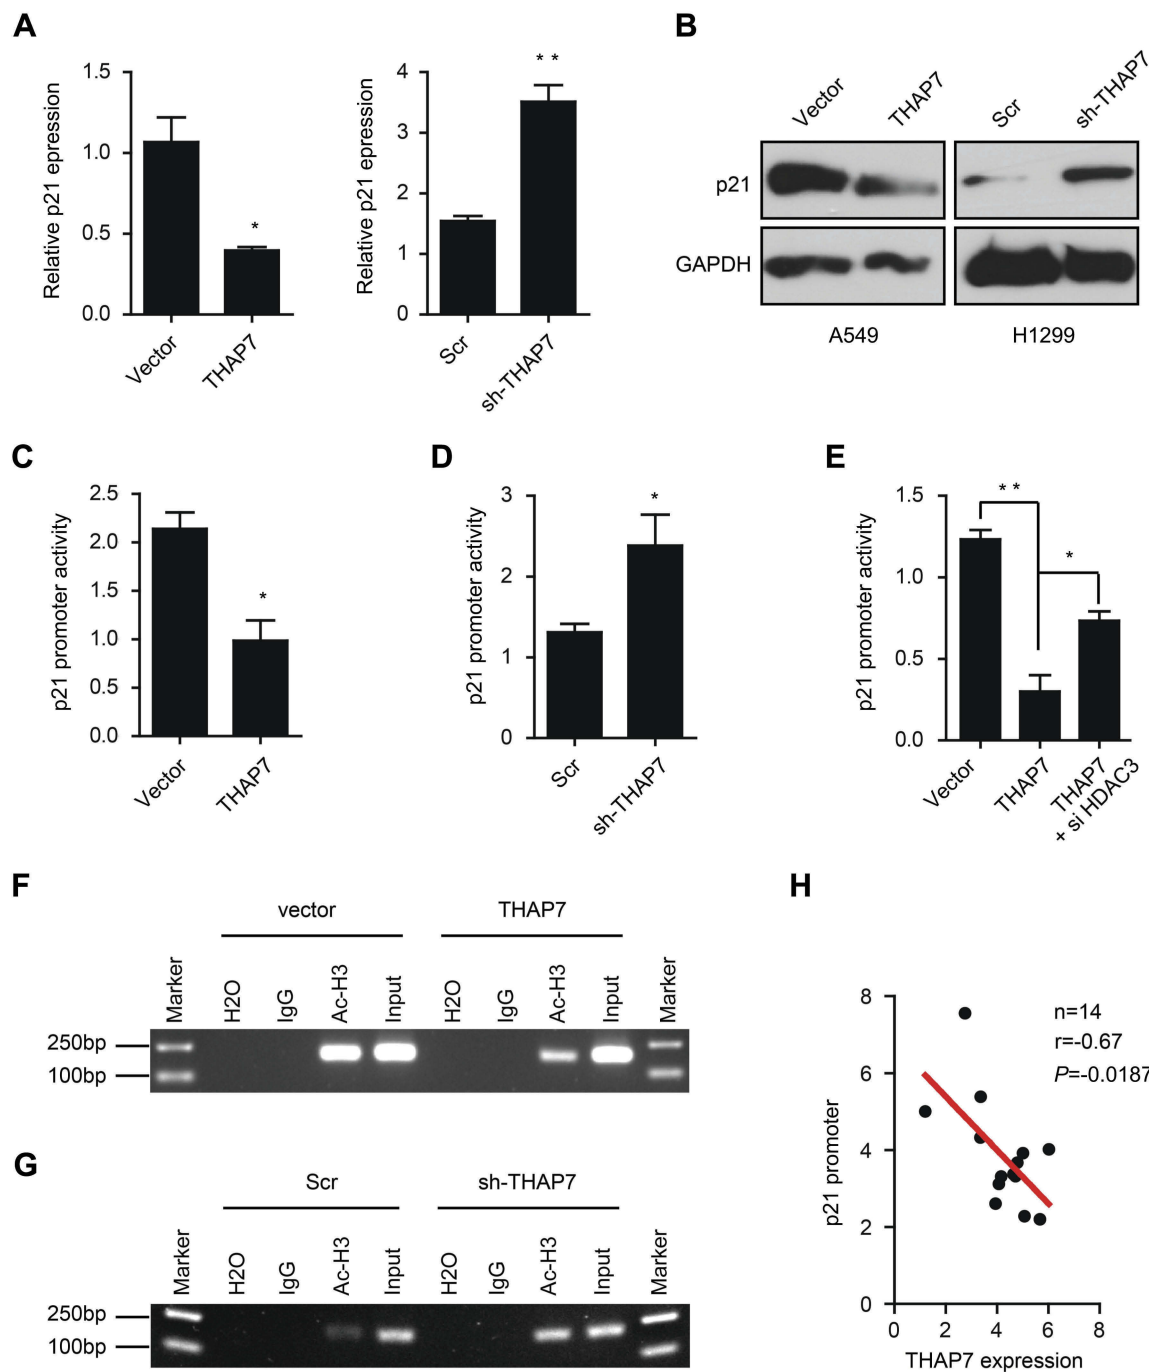 A
Relative p21 epression
1.5
1.0
0.5
0.0
*
Vector
THAP7
Relative p21 epression
4
3
2
1
0
* *
Scr
sh-THAP7
B
Vector
THAP7
Scr
sh-THAP7
p21
GAPDH
A549
H1299
C
p21 promoter activity
2.5
2.0
1.5
1.0
0.5
0.0
*
Vector
THAP7
D
p21 promoter activity
3
2
1
0
*
Scr
sh-THAP7
E
p21 promoter activity
1.5
1.0
0.5
0.0
* *
*
Vector
THAP7
THAP7
+ si HDAC3
F
vector
THAP7
Marker
H2O
IgG
Ac-H3
Input
H2O
IgG
Ac-H3
Input
Marker
250bp
100bp
G
Scr
sh-THAP7
Marker
H2O
IgG
Ac-H3
Input
H2O
IgG
Ac-H3
Input
Marker
250bp
100bp
H
p21 promoter
8
6
4
2
0
n=14
r=-0.67
P=-0.0187
0
2
4
6
8
THAP7 expression